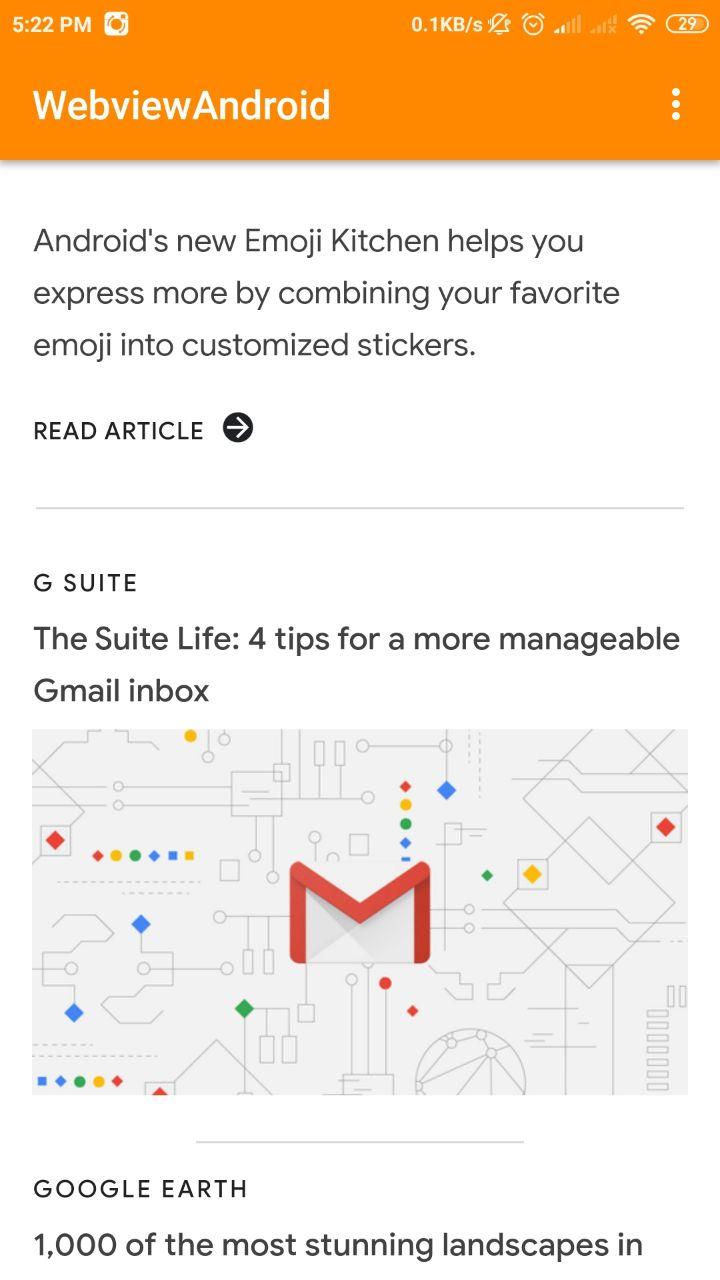 5:22 PM 0.1KB/s 29
WebviewAndroid
Android's new Emoji Kitchen helps you
express more by combining your favorite
emoji into customized stickers.
READ ARTICLE
G SUITE
The Suite Life: 4 tips for a more manageable
Gmail inbox
GOOGLE EARTH
1,000 of the most stunning landscapes in